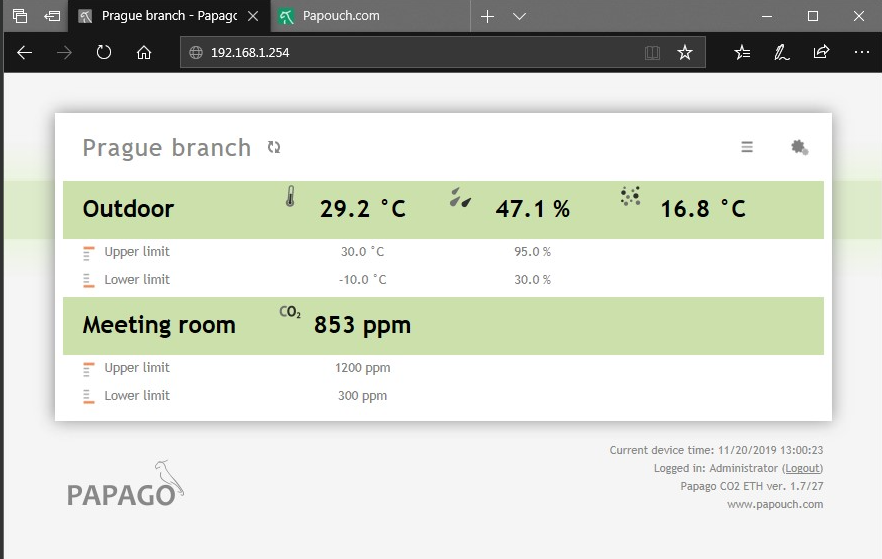 Prague branch - Papago
Papouch.com
192.168.1.254
Prague branch
Outdoor 29.2 °C 47.1 % 16.8 °C
Upper limit 30.0 °C 95.0 %
Lower limit -10.0 °C 30.0 %
Meeting room CO2 853 ppm
Upper limit 1200 ppm
Lower limit 300 ppm
Current device time: 11/20/2019 13:00:23
Logged in: Administrator (Logout)
Papago CO2 ETH ver. 1.7/27
www.papouch.com
PAPAGO